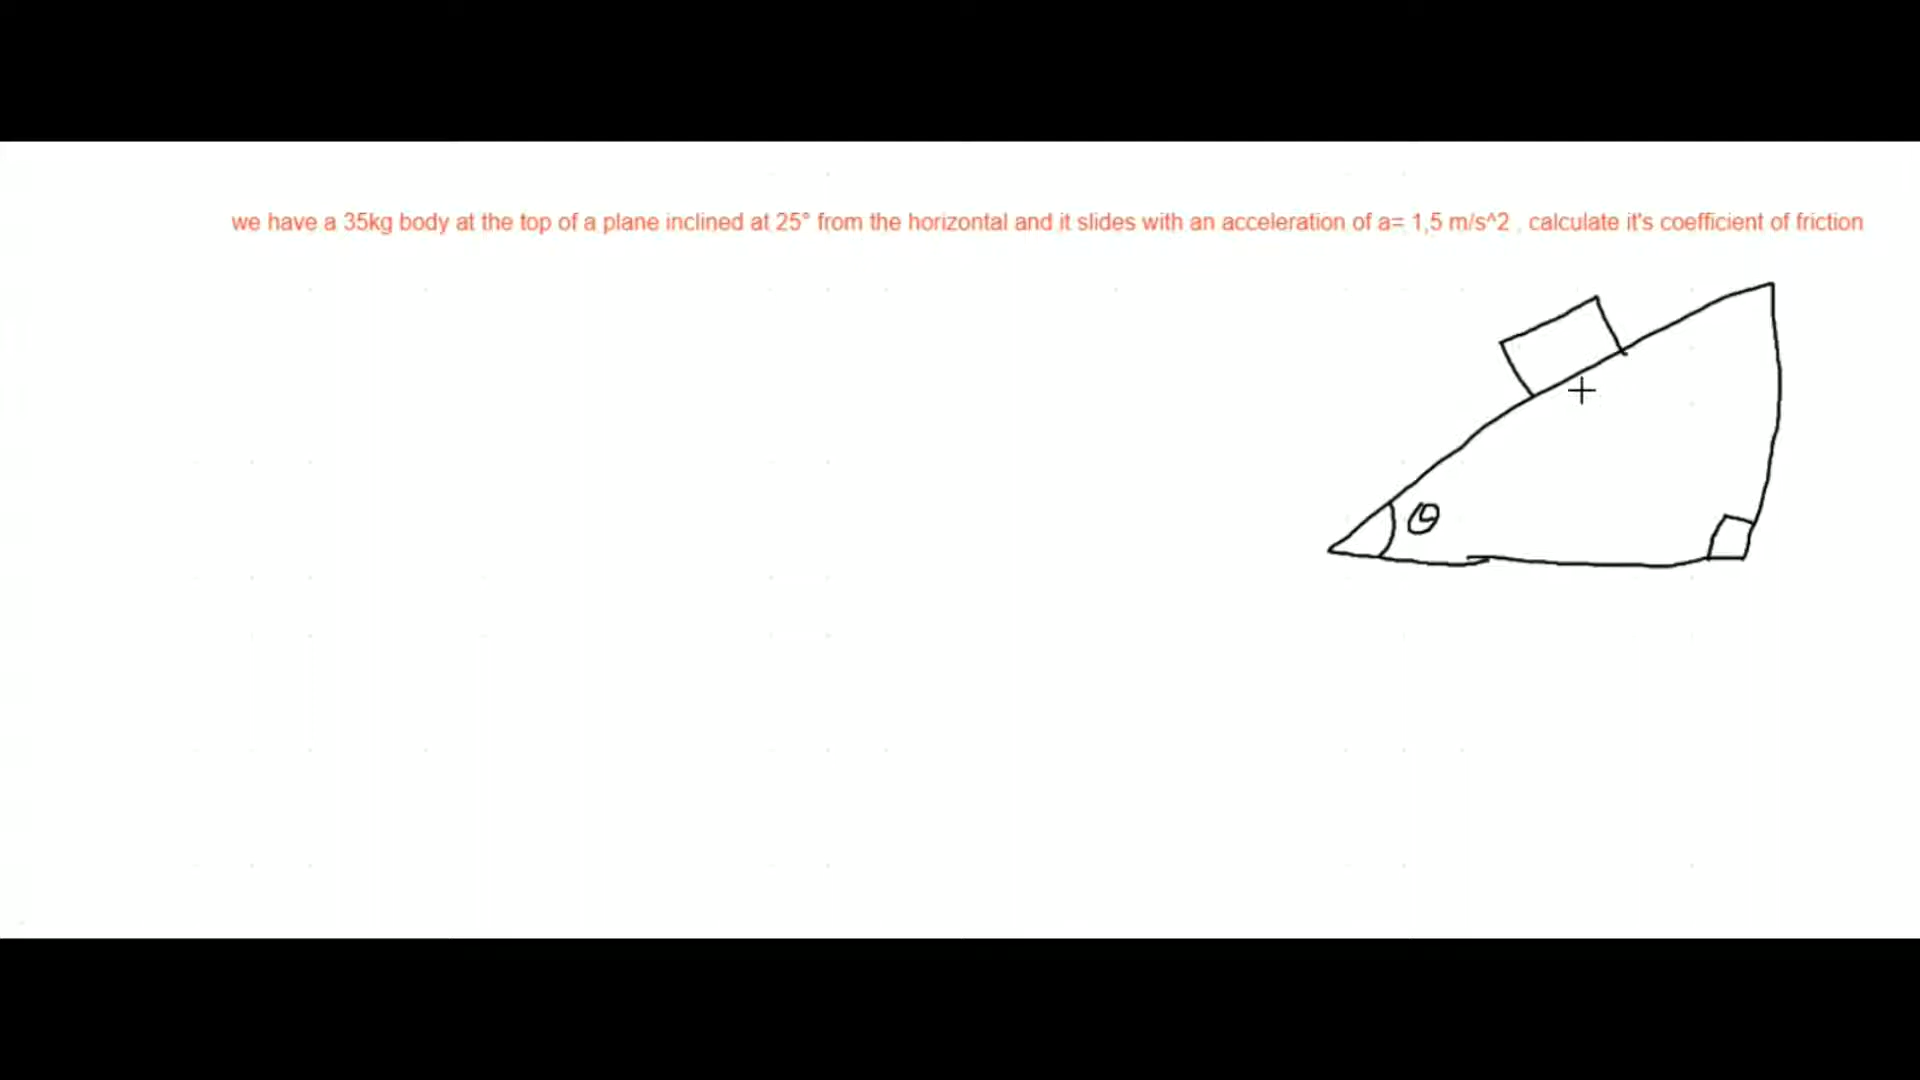 we have a 35kg body at the top of a plane inclined at 25° from the horizontal and it slides with an acceleration of a= 1,5 m/s^2 , calculate it's coefficient of friction
Θ